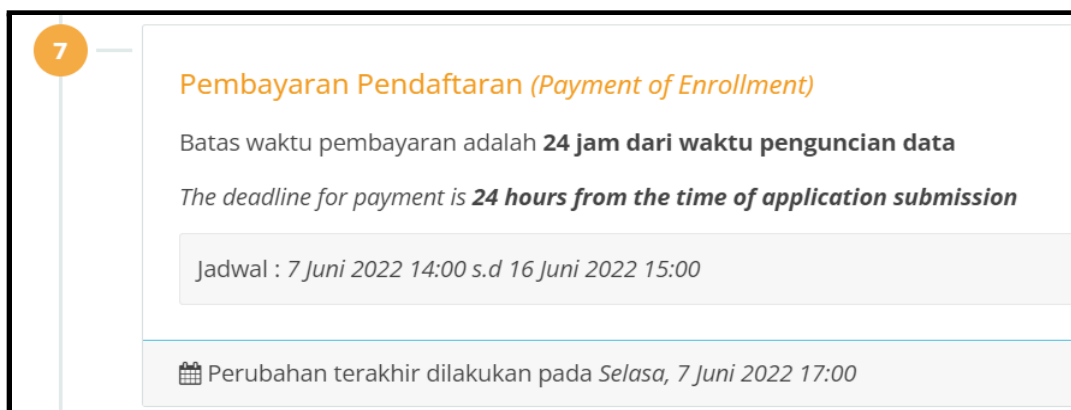 7
Pembayaran Pendaftaran (Payment of Enrollment)
Batas waktu pembayaran adalah 24 jam dari waktu penguncian data
The deadline for payment is 24 hours from the time of application submission
Jadwal : 7 Juni 2022 14:00 s.d 16 Juni 2022 15:00
Perubahan terakhir dilakukan pada Selasa, 7 Juni 2022 17:00